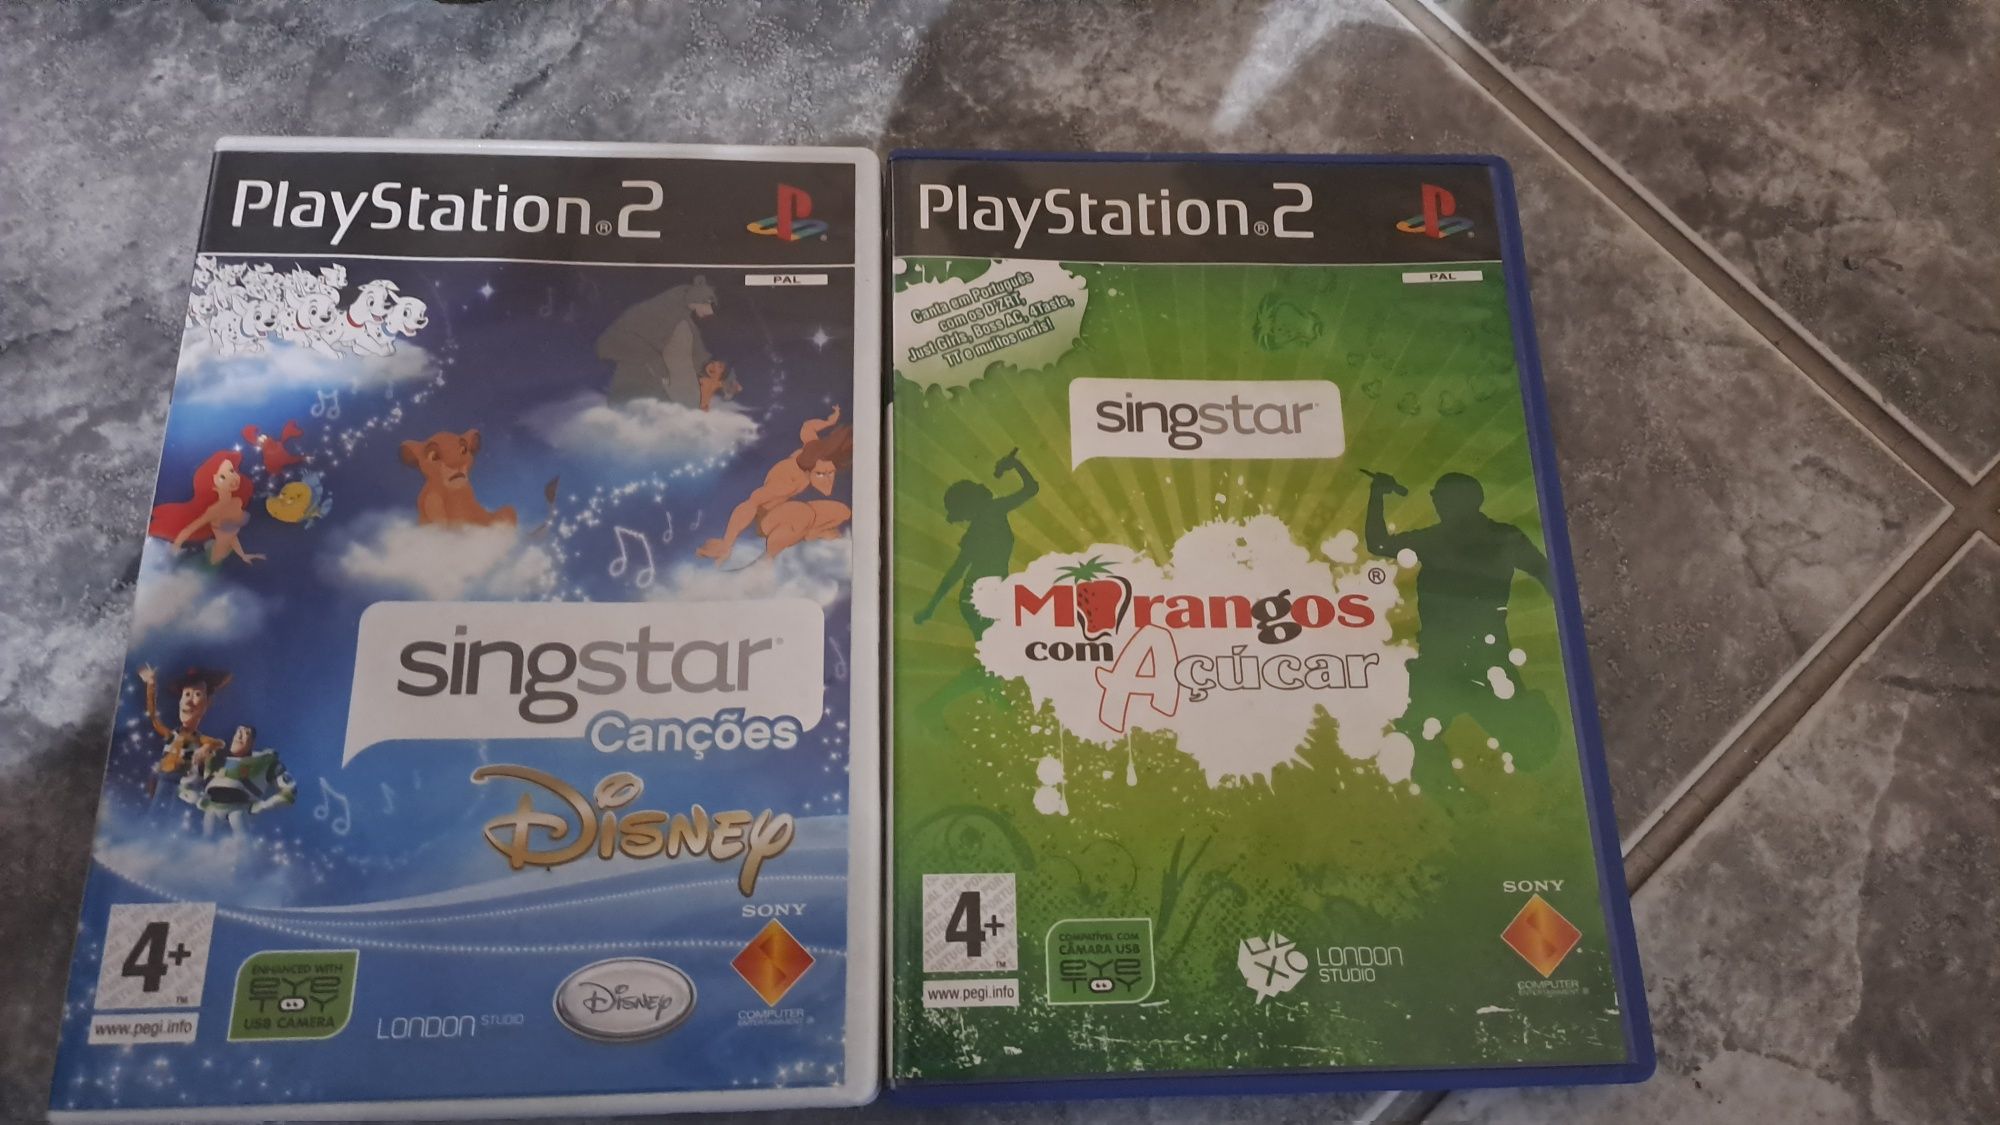 PlayStation®2
PAL
singstar
Canções
Disney
4+
www.pegi.info
ENHANCED WITH
EYE
TOY
USB CAMERA
LONDON STUDIO
Disney
SONY
COMPUTER
ENTERTAINMENT ®
PlayStation®2
PAL
Canta em Português
com os D'ZRT,
Just Girls, Boss AC, 4Taste,
TT e muitos mais!
singstar
Morangos®
com Açúcar
4+
www.pegi.info
COMPATÍVEL COM
CÂMARA USB
EYE
TOY
LONDON
STUDIO
SONY
COMPUTER
ENTERTAINMENT ®